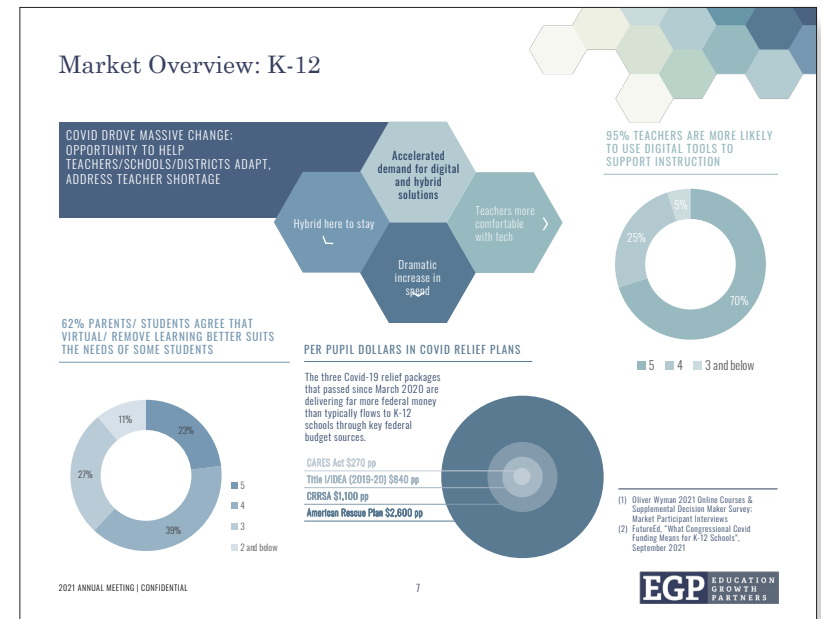 Market Overview: K-12
COVID DROVE MASSIVE CHANGE:
OPPORTUNITY TO HELP
TEACHERS/SCHOOLS/DISTRICTS ADAPT,
ADDRESS TEACHER SHORTAGE
Accelerated
demand for digital
and hybrid
solutions
Hybrid here to stay
Teachers more
comfortable
with tech
Dramatic
increase in
spend
95% TEACHERS ARE MORE LIKELY
TO USE DIGITAL TOOLS TO
SUPPORT INSTRUCTION
5%
25%
70%
5
4
3 and below
62% PARENTS/ STUDENTS AGREE THAT
VIRTUAL/ REMOVE LEARNING BETTER SUITS
THE NEEDS OF SOME STUDENTS
11%
23%
27%
39%
5
4
3
2 and below
PER PUPIL DOLLARS IN COVID RELIEF PLANS
The three Covid-19 relief packages
that passed since March 2020 are
delivering far more federal money
than typically flows to K-12
schools through key federal
budget sources.
CARES Act $270 pp
Title I/IDEA (2019-20) $640 pp
CRRSA $1,100 pp
American Rescue Plan $2,600 pp
(1) Oliver Wyman 2021 Online Courses &
Supplemental Decision Maker Survey;
Market Participant Interviews
(2) FutureEd, "What Congressional Covid
Funding Means for K-12 Schools",
September 2021
2021 ANNUAL MEETING | CONFIDENTIAL
7
EGP
EDUCATION
GROWTH
PARTNERS